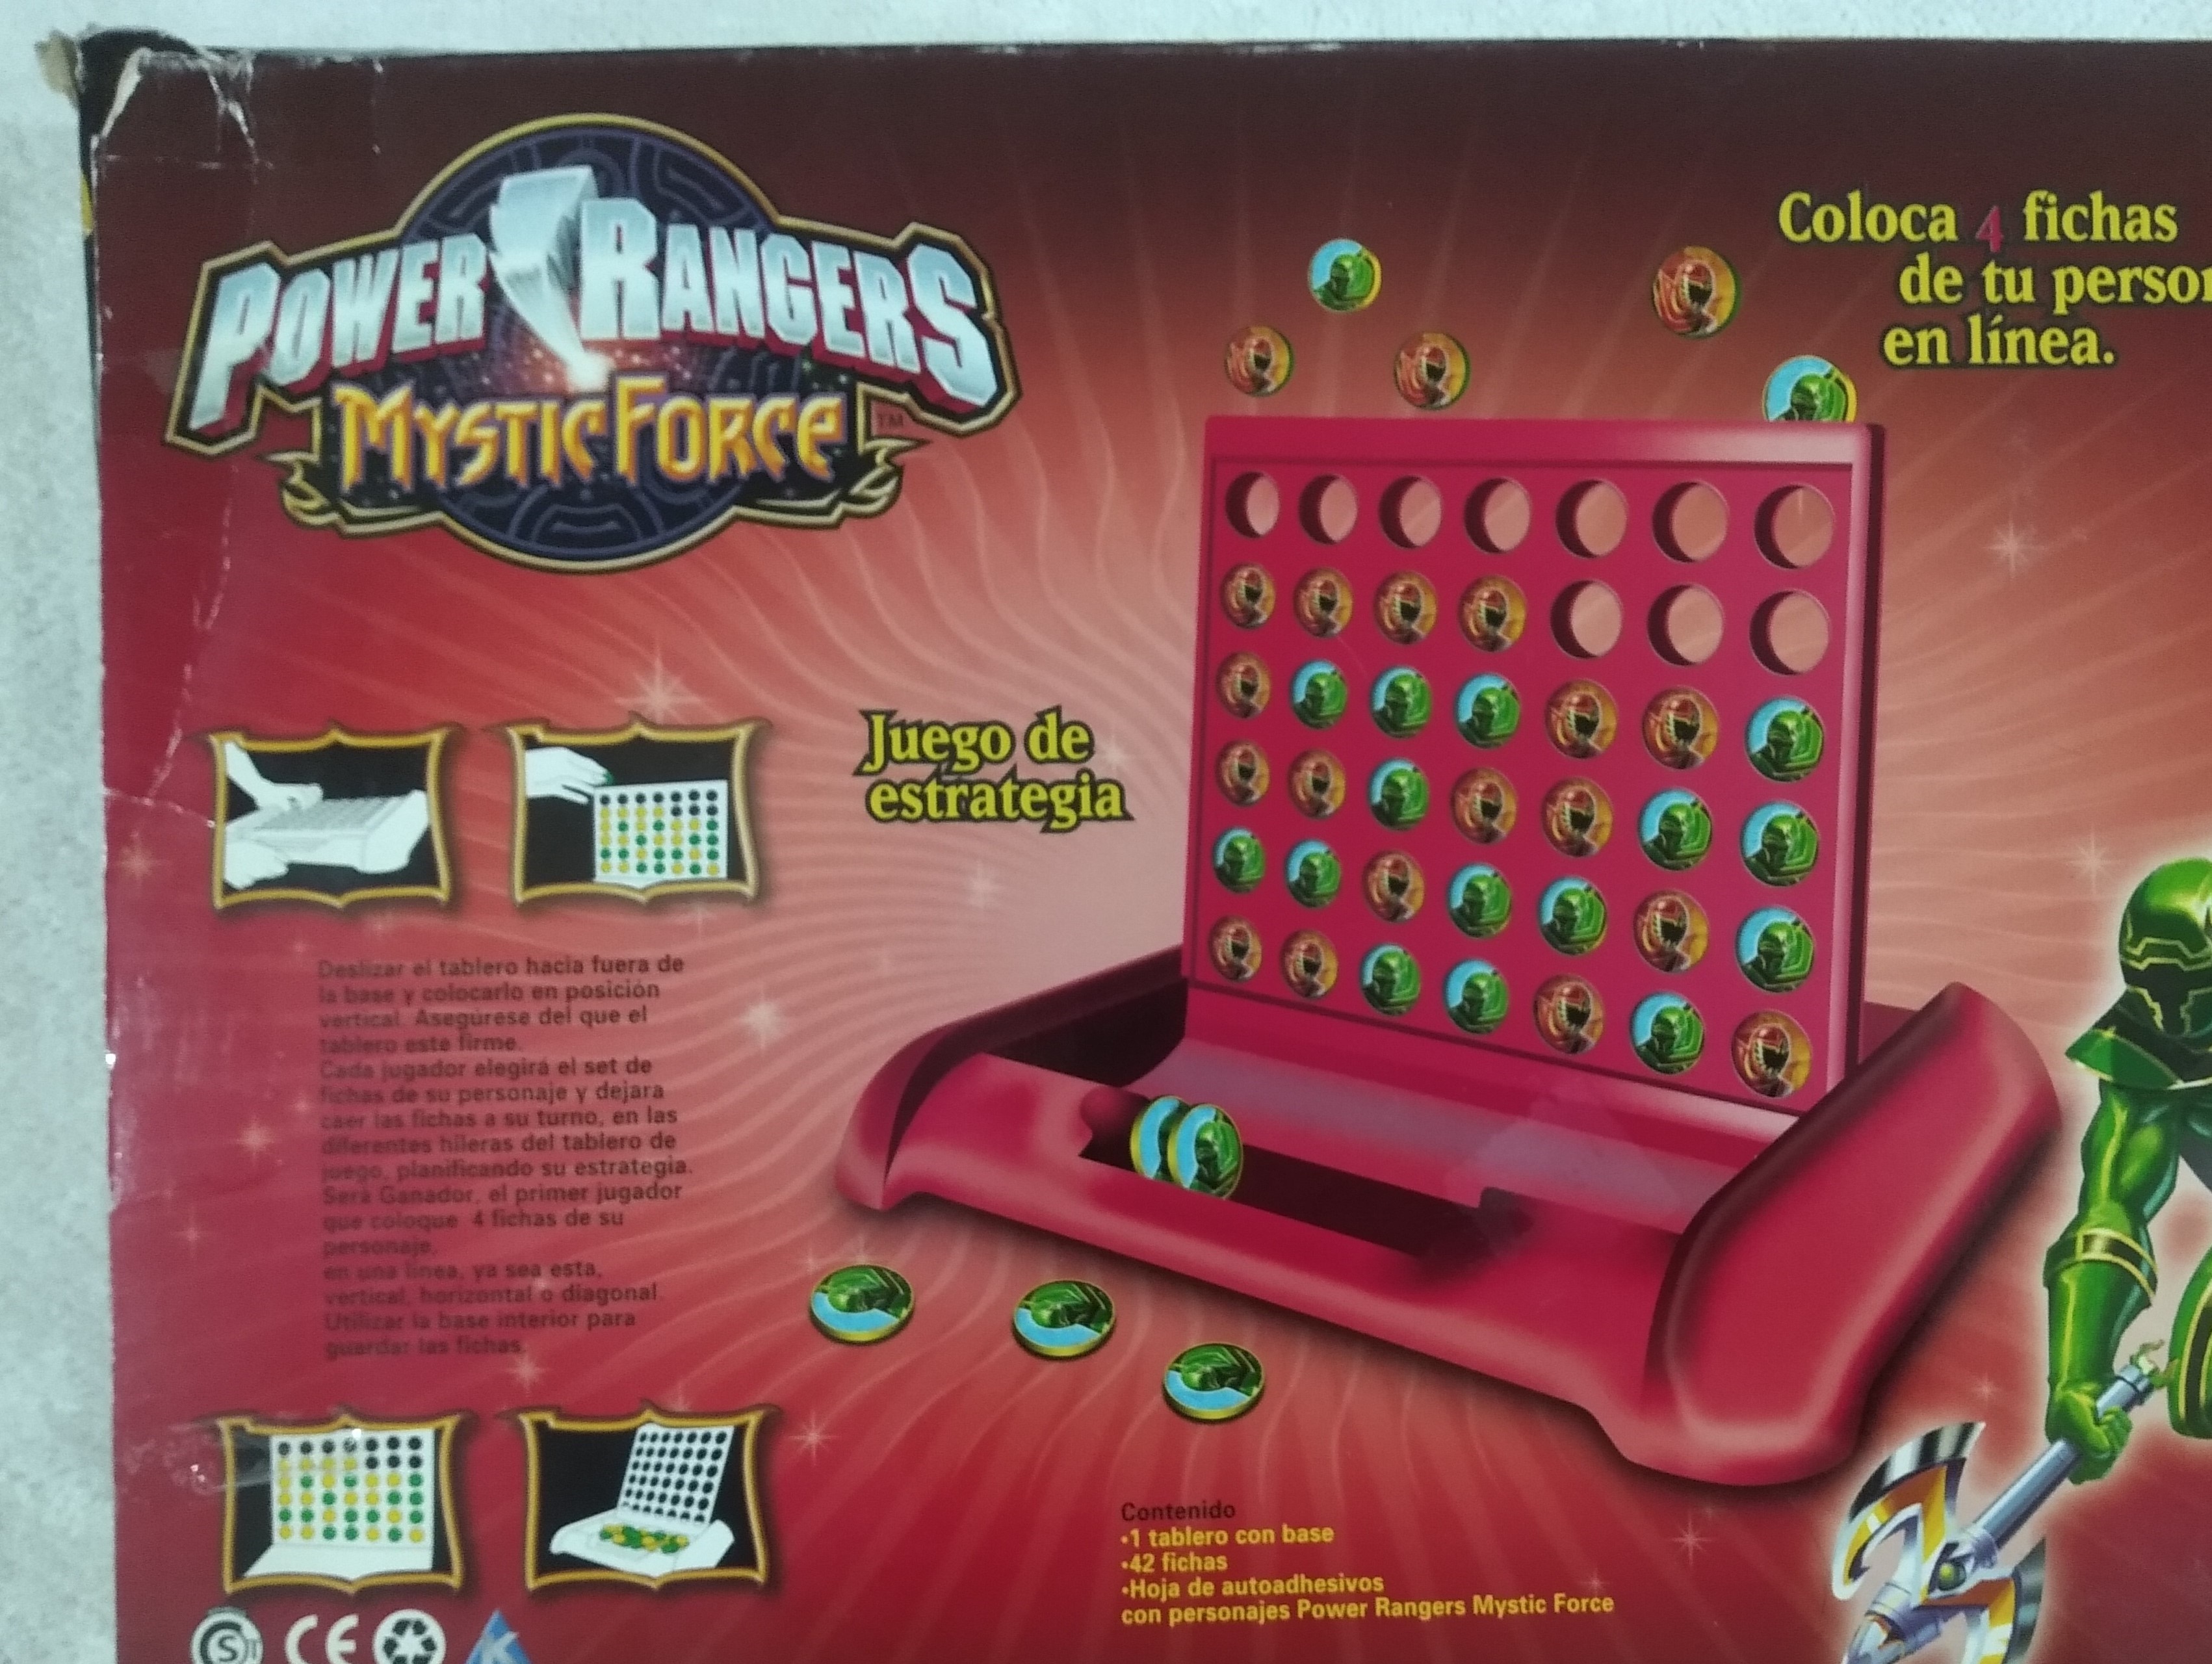 POWER RANGERS
MYSTIC FORCE
TM
Coloca 4 fichas
en línea.
de tu
Juego de
estrategia
Deslizar el tablero hacia fuera de
la base y colocarlo en posición
vertical. Asegúrese del que el
tablero este firme.
Cada jugador elegirá el set de
fichas de su personaje y dejara
caer las fichas a su turno, en las
diferentes hileras del tablero de
juego, planificando su estrategia.
Será Ganador, el primer jugador
que coloque 4 fichas de su
personaje,
en una línea, ya sea esta,
vertical, horizontal o diagonal.
Utilizar la base interior para
guardar las fichas.
Contenido
•1 tablero con base
•42 fichas
•Hoja de autoadhesivos
con personajes Power Rangers Mystic Force
S CE K